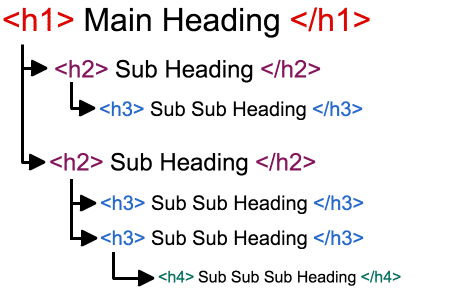 <h1> Main Heading </h1>
<h2> Sub Heading </h2>
<h3> Sub Sub Heading </h3>
<h2> Sub Heading </h2>
<h3> Sub Sub Heading </h3>
<h3> Sub Sub Heading </h3>
<h4> Sub Sub Sub Heading </h4>